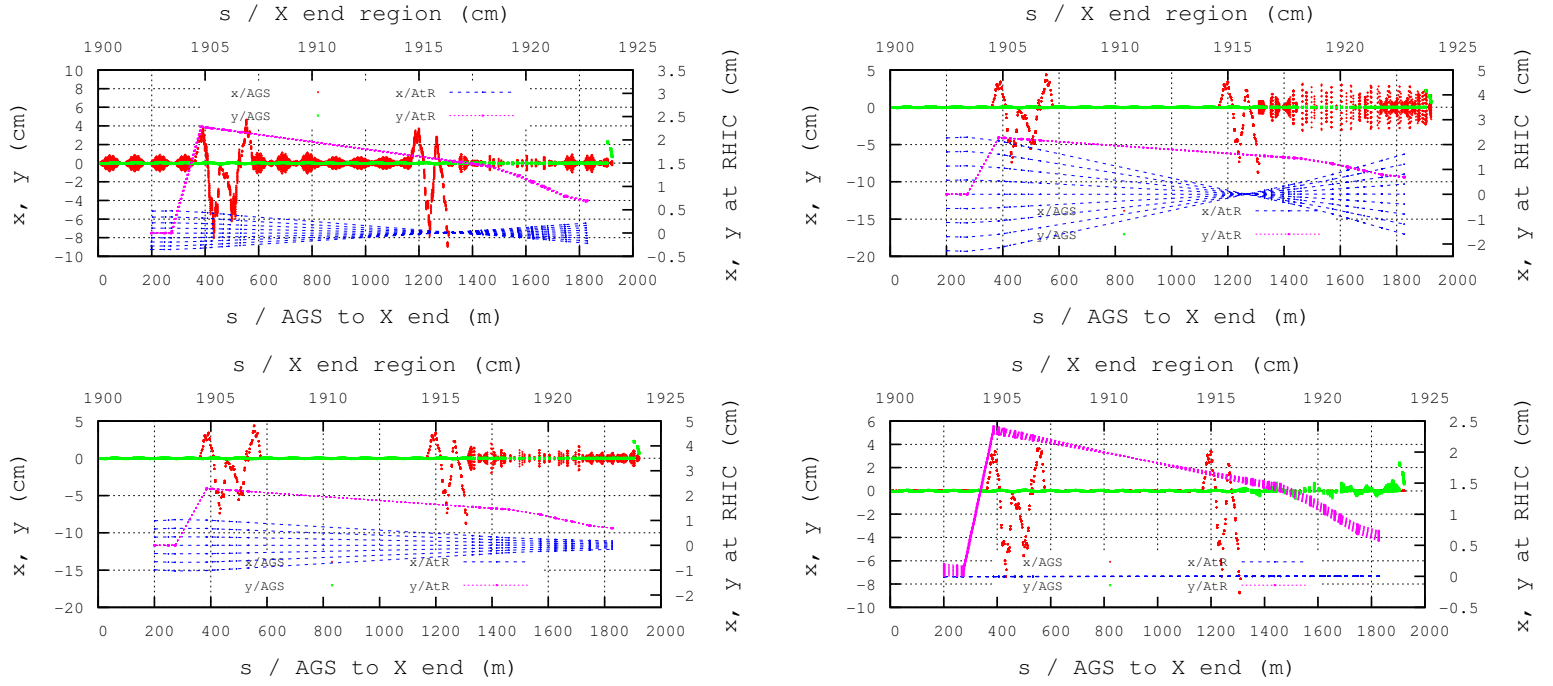 s / X end region (cm)
1900 1905 1910 1915 1920 1925
10 8 6 4 2 0 −2 −4 −6 −8 −10
x, y (cm)
x/AGS x/AtR
y/AGS y/AtR
3.5 3 2.5 2 1.5 1 0.5 0 −0.5
x, y at RHIC (cm)
0 200 400 600 800 1000 1200 1400 1600 1800 2000
s / AGS to X end (m)
s / X end region (cm)
1900 1905 1910 1915 1920 1925
5 0 −5 −10 −15 −20
x, y (cm)
x/AGS x/AtR
y/AGS y/AtR
5 4 3 2 1 0 −1 −2
x, y at RHIC (cm)
0 200 400 600 800 1000 1200 1400 1600 1800 2000
s / AGS to X end (m)
s / X end region (cm)
1900 1905 1910 1915 1920 1925
5 0 −5 −10 −15 −20
x, y (cm)
x/AGS x/AtR
y/AGS y/AtR
5 4 3 2 1 0 −1 −2
x, y at RHIC (cm)
0 200 400 600 800 1000 1200 1400 1600 1800 2000
s / AGS to X end (m)
s / X end region (cm)
1900 1905 1910 1915 1920 1925
6 4 2 0 −2 −4 −6 −8 −10
x, y (cm)
x/AGS x/AtR
y/AGS y/AtR
2.5 2 1.5 1 0.5 0 −0.5
x, y at RHIC (cm)
0 200 400 600 800 1000 1200 1400 1600 1800 2000
s / AGS to X end (m)